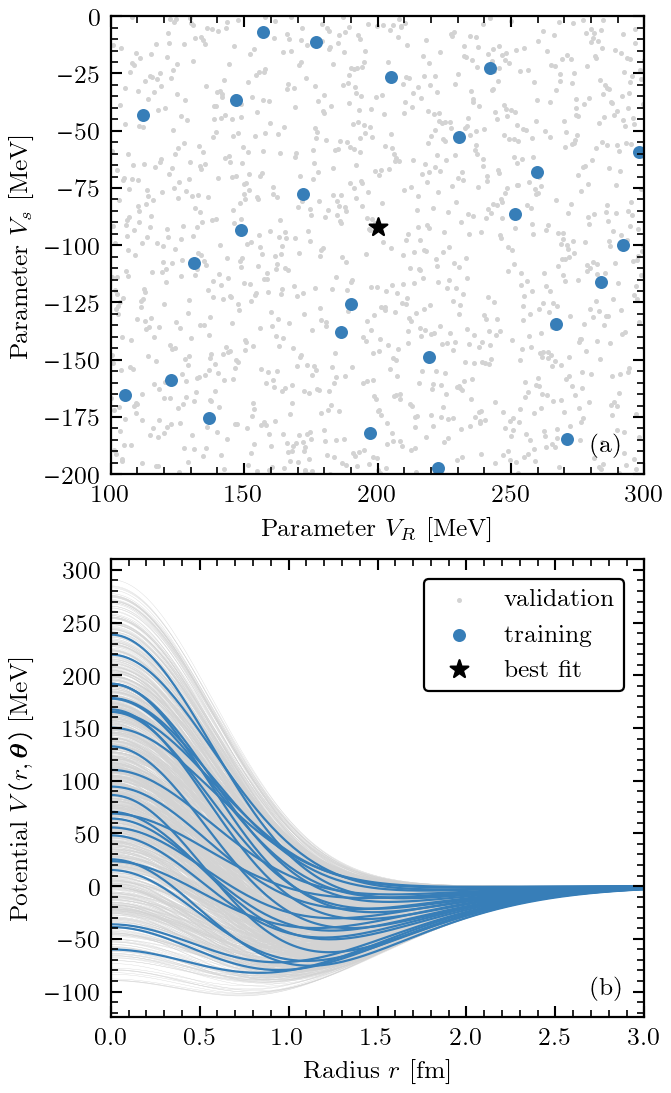 0
−25
−50
−75
−100
−125
−150
−175
−200
Parameter V_s [MeV]
(a)
100 150 200 250 300
Parameter V_R [MeV]
300
250
200
150
100
50
0
−50
−100
Potential V(r, θ) [MeV]
validation
training
best fit
(b)
0.0 0.5 1.0 1.5 2.0 2.5 3.0
Radius r [fm]